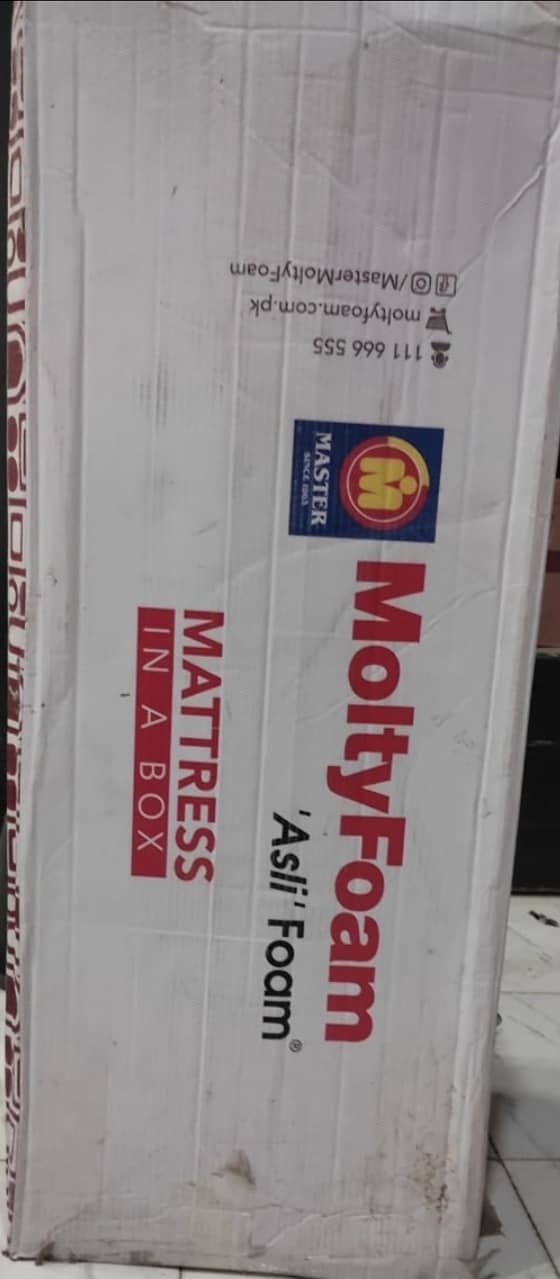 /MasterMoltyFoam
moltyfoam.com.pk
111 666 555
MASTER
SINCE 1963
MoltyFoam
'Asli' Foam®
MATTRESS
IN A BOX